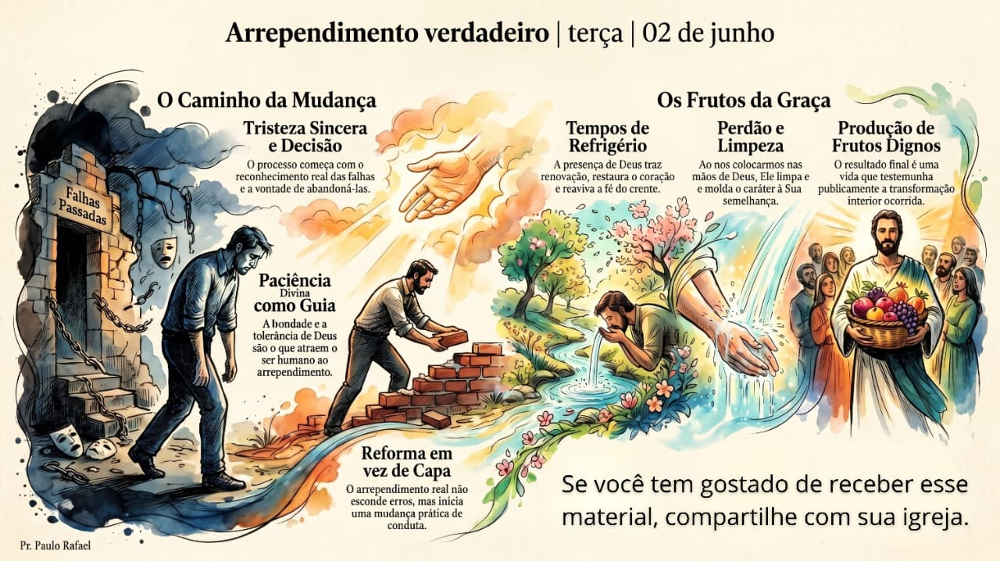 Arrependimento verdadeiro | terça | 02 de junho
O Caminho da Mudança
Tristeza Sincera
e Decisão
O processo começa com o
reconhecimento real das falhas
e a vontade de abandoná-las.
Falhas
Passadas
Paciência
Divina
como Guia
A bondade e a
tolerância de Deus
são o que atraem o
ser humano ao
arrependimento.
Reforma em
vez de Capa
O arrependimento real não
esconde erros, mas inicia
uma mudança prática de
conduta.
Os Frutos da Graça
Tempos de
Refrigério
A presença de Deus traz
renovação, restaura o coração
e reaviva a fé do crente.
Perdão e
Limpeza
Ao nos colocarmos nas
mãos de Deus, Ele limpa e
e molda o caráter à Sua
semelhança.
Produção de
Frutos Dignos
O resultado final é uma
vida que testemunha
publicamente a transformação
interior ocorrida.
Se você tem gostado de receber esse
material, compartilhe com sua igreja.
Pr. Paulo Rafael